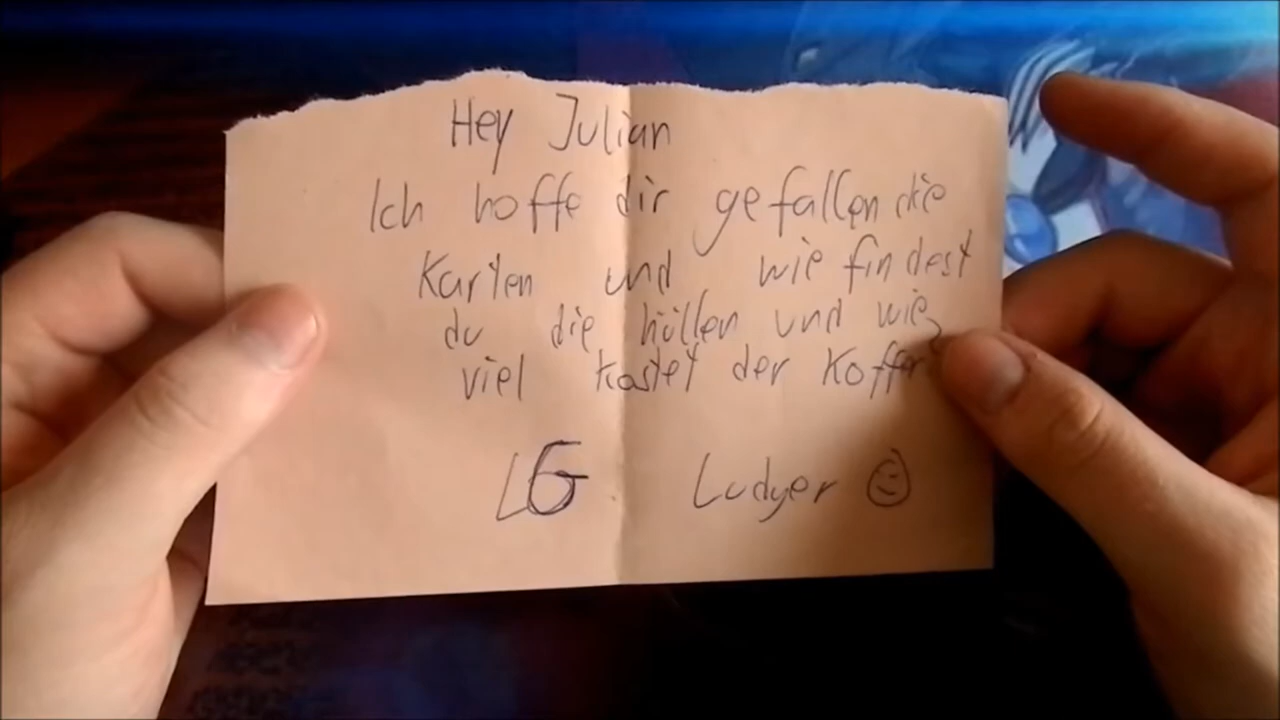 Hey Julian
Ich hoffe dir gefallen die
Karten und wie findest
du die hüllen und wie
viel kostet der Koffer
LG Ludger ☺